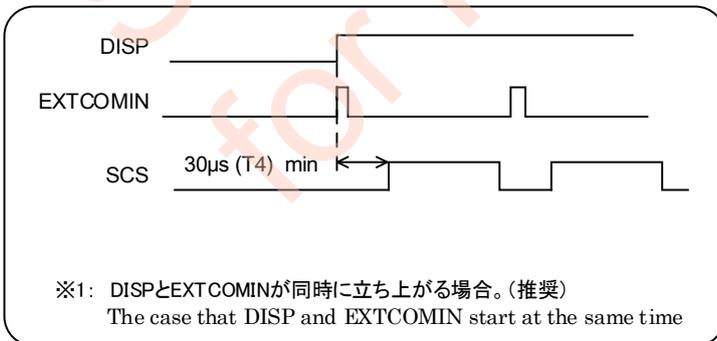 for
DISP
EXTCOMIN
30μs (T4) min
SCS
※1: DISPとEXTCOMINが同時に立ち上がる場合。(推奨)
The case that DISP and EXTCOMIN start at the same time